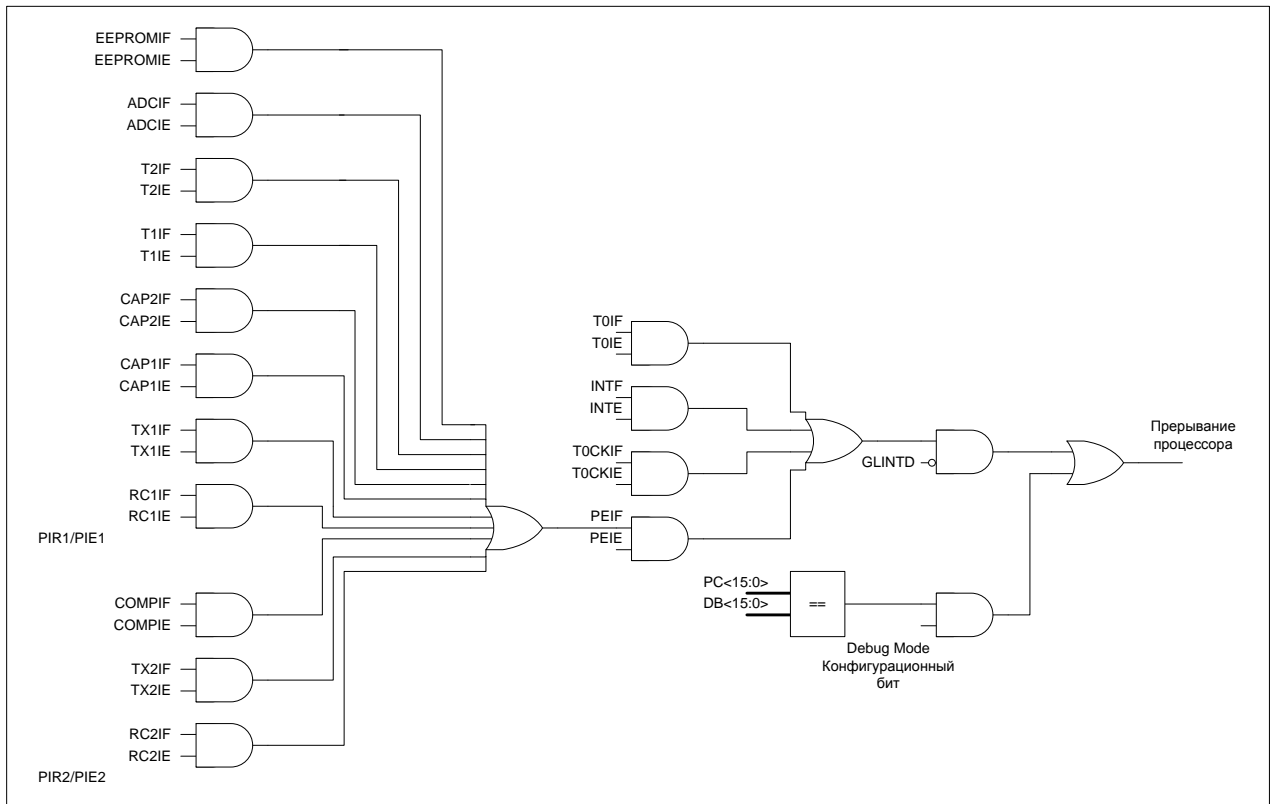 EEPROMIF
EEPROMIE
ADCIF
ADCIE
T2IF
T2IE
T1IF
T1IE
CAP2IF
CAP2IE
CAP1IF
CAP1IE
TX1IF
TX1IE
RC1IF
RC1IE
PIR1/PIE1
COMPIF
COMPIE
TX2IF
TX2IE
RC2IF
RC2IE
PIR2/PIE2
T0IF
T0IE
INTF
INTE
T0CKIF
T0CKIE
PEIF
PEIE
GLINTD
PC<15:0>
DB<15:0>
==
Debug Mode
Конфигурационный
бит
Прерывание
процессора